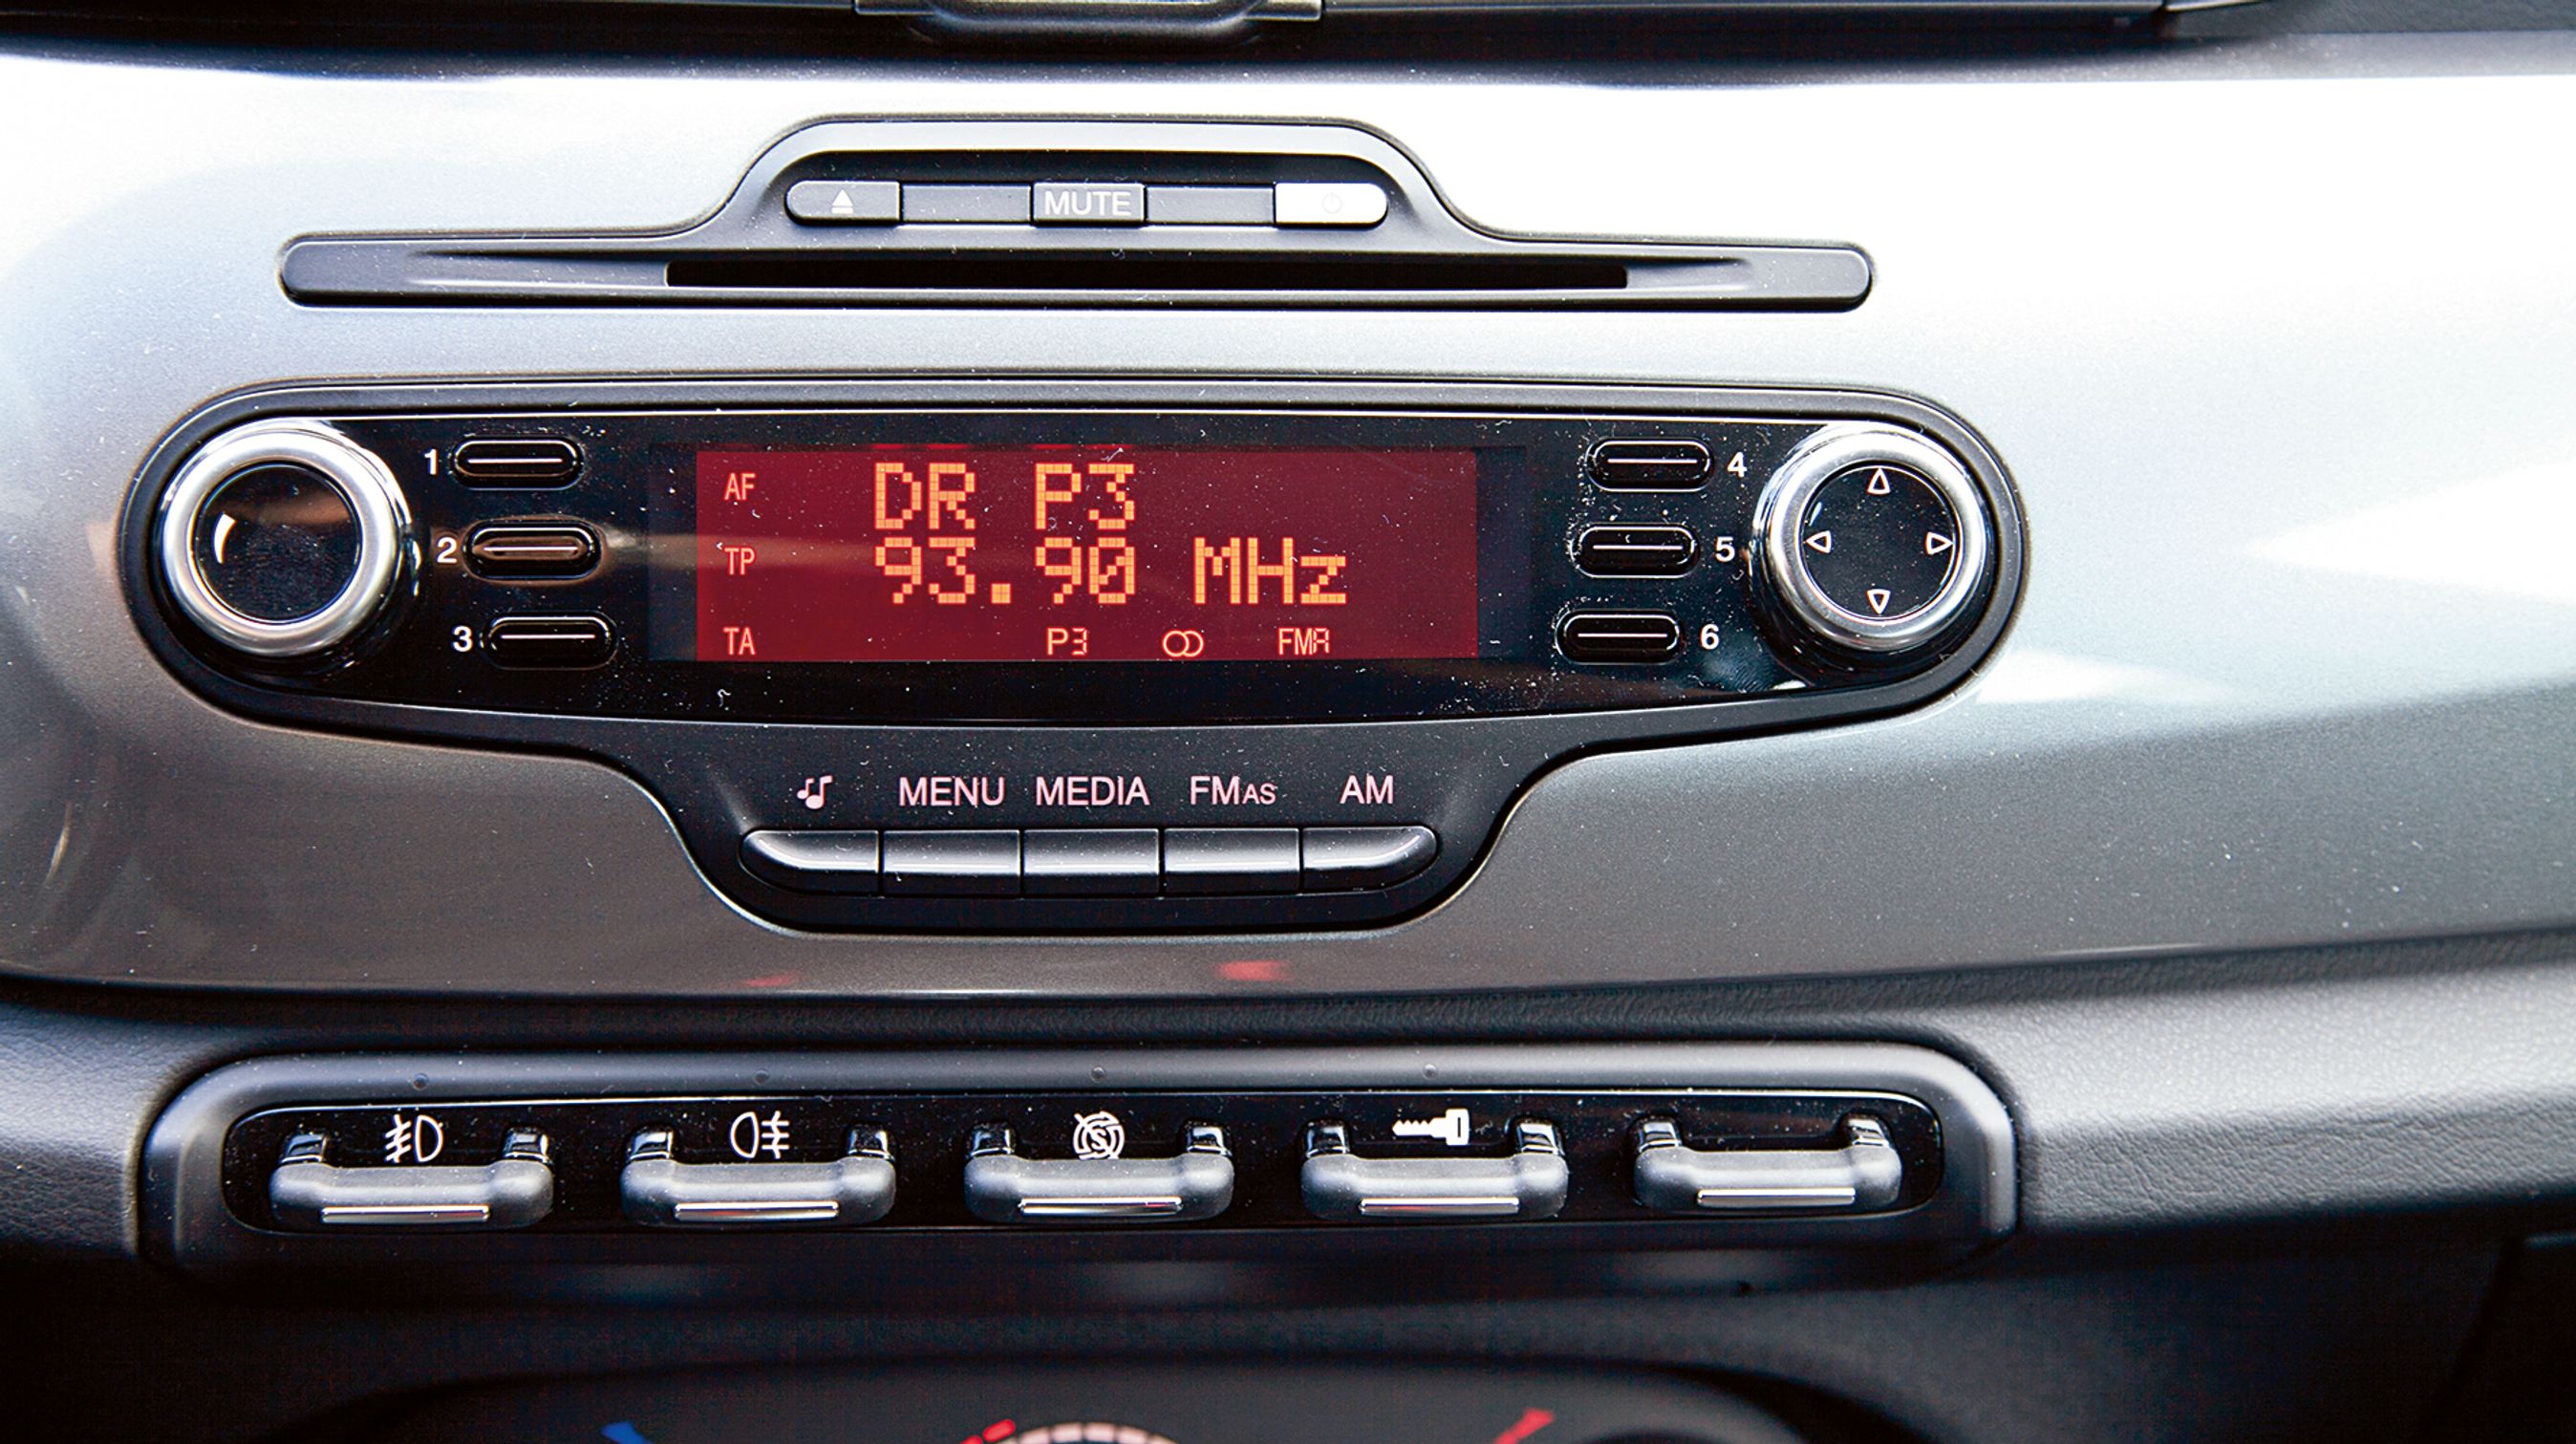 MUTE
1
4
AF DR P3
2
TP 93.90 MHz
5
3
TA P3 FMA
6
MENU MEDIA FMAS AM